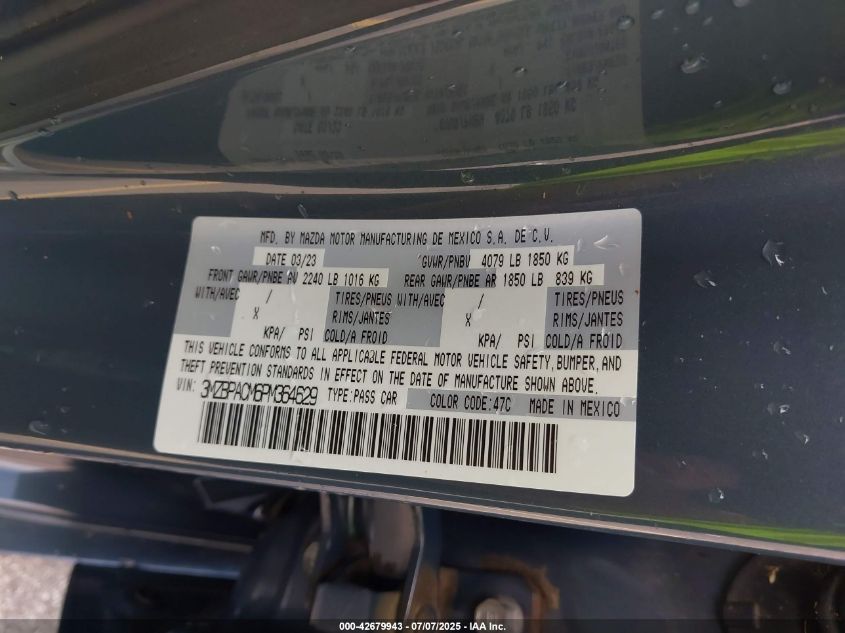 MFD. BY MAZDA MOTOR MANUFACTURING DE MEXICO S.A. DE C.V.
DATE 03/23 GVWR/PNBV 4079 LB 1850 KG
FRONT GAWR/PNBE AV 2240 LB 1016 KG REAR GAWR/PNBE AR 1850 LB 839 KG
WITH/AVEC / TIRES/PNEUS WITH/AVEC / TIRES/PNEUS
X RIMS/JANTES X RIMS/JANTES
KPA/ PSI COLD/A FROID KPA/ PSI COLD/A FROID
THIS VEHICLE CONFORMS TO ALL APPLICABLE FEDERAL MOTOR VEHICLE SAFETY, BUMPER, AND
THEFT PREVENTION STANDARDS IN EFFECT ON THE DATE OF MANUFACTURE SHOWN ABOVE.
VIN: 3MZBPACM6PM364629 TYPE:PASS CAR COLOR CODE:47C MADE IN MEXICO
000-42679943 - 07/07/2025 - IAA Inc.